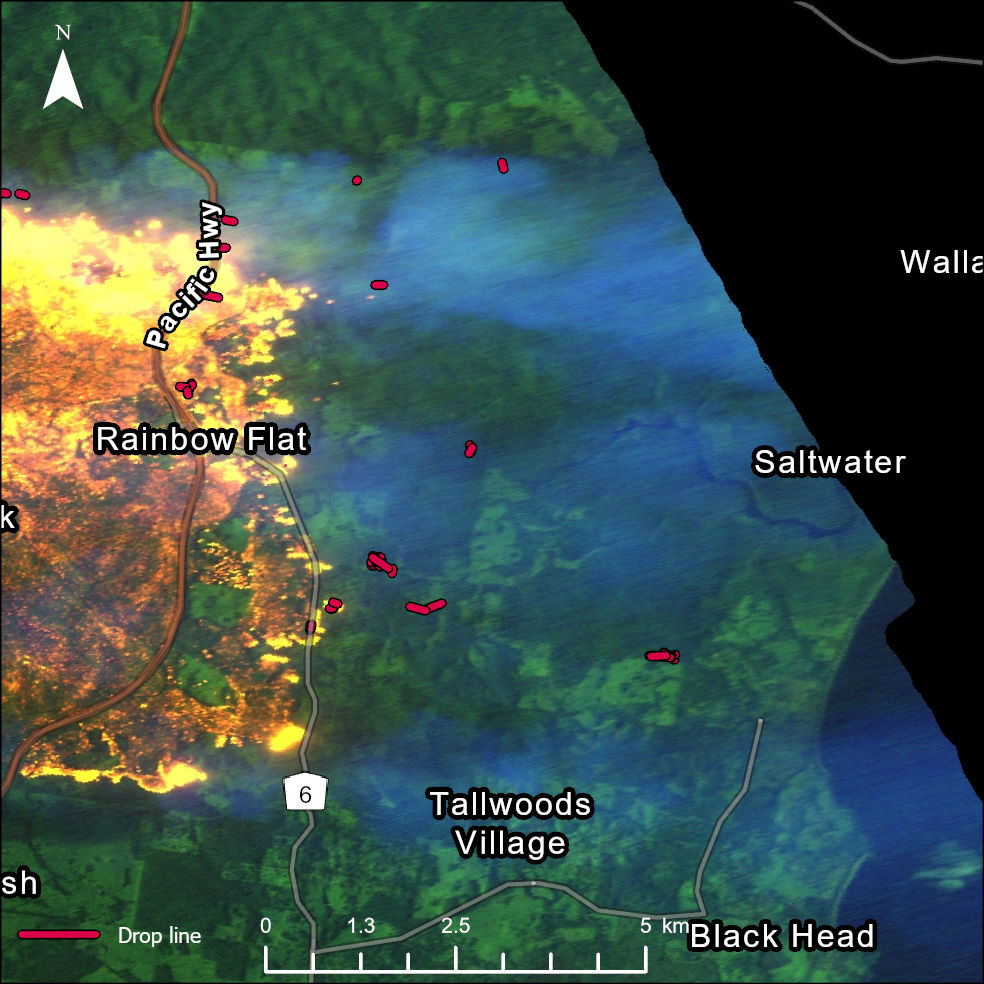 N
Pacific Hwy
Walla
Rainbow Flat
Saltwater
k
6
Tallwoods
Village
sh
0 1.3 2.5 5 km
Drop line
Black Head